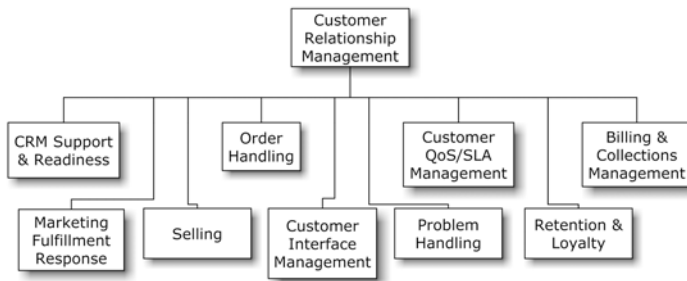 Customer
Relationship
Management
CRM Support
& Readiness
Order
Handling
Customer
QoS/SLA
Management
Billing &
Collections
Management
Marketing
Fulfillment
Response
Selling
Customer
Interface
Management
Problem
Handling
Retention &
Loyalty